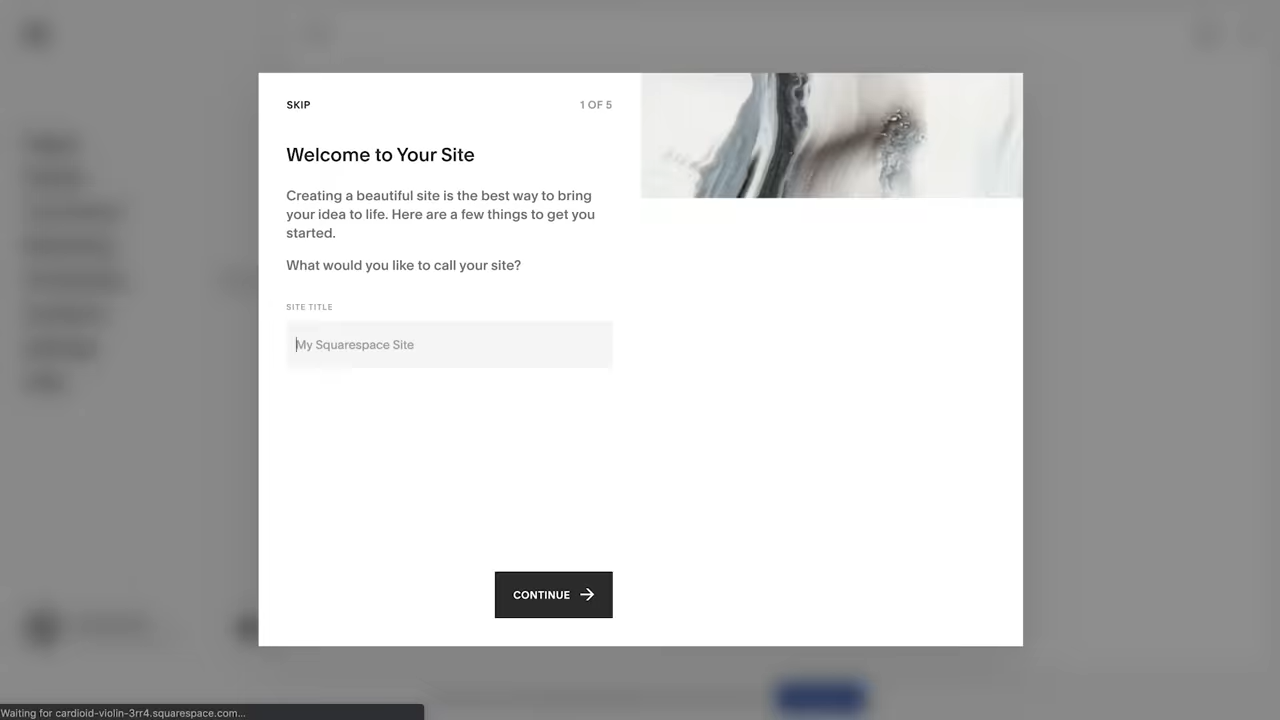 SKIP
1 OF 5
Welcome to Your Site
Creating a beautiful site is the best way to bring
your idea to life. Here are a few things to get you
started.
What would you like to call your site?
SITE TITLE
My Squarespace Site
CONTINUE
Waiting for cardioid-violin-3rr4.squarespace.com...